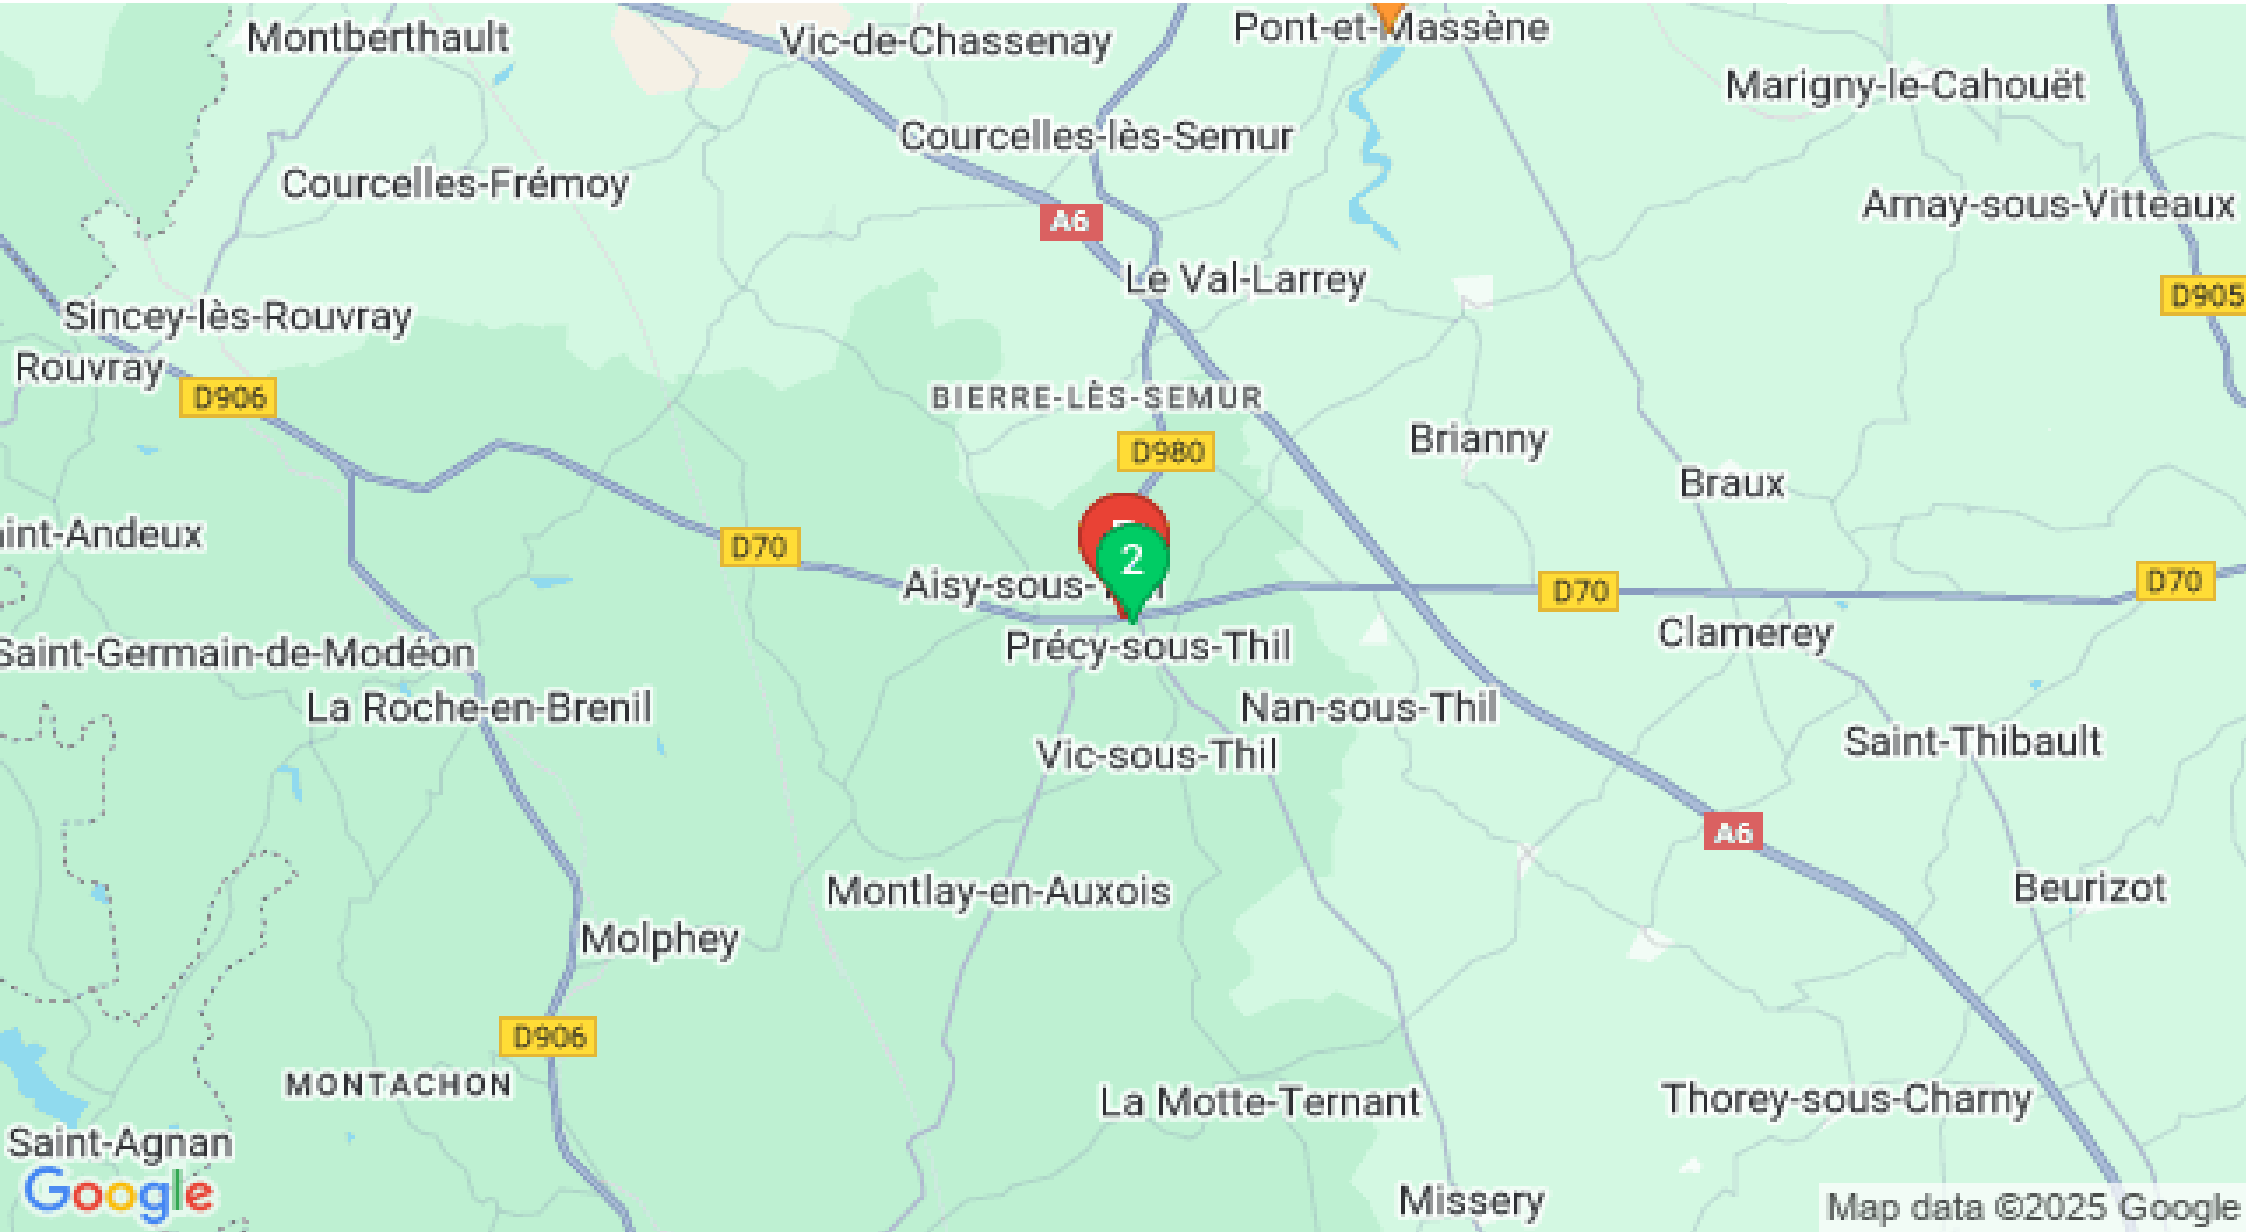 Montberthault
Vic-de-Chassenay
Pont-et-Massène
Marigny-le-Cahouët
Courcelles-lès-Semur
Courcelles-Frémoy
Arnay-sous-Vitteaux
A6
Le Val-Larrey
D905
Sincey-lès-Rouvray
Rouvray
D906
BIERRE-LÈS-SEMUR
Brianny
D980
Braux
int-Andeux
D70
2
Aisy-sous-
D70
D70
Précy-sous-Thil
Clamerey
Saint-Germain-de-Modéon
La Roche-en-Brenil
Nan-sous-Thil
Vic-sous-Thil
Saint-Thibault
A6
Montlay-en-Auxois
Beurizot
Molphey
D906
MONTACHON
La Motte-Ternant
Thorey-sous-Charny
Saint-Agnan
Google
Missery
Map data ©2025 Google